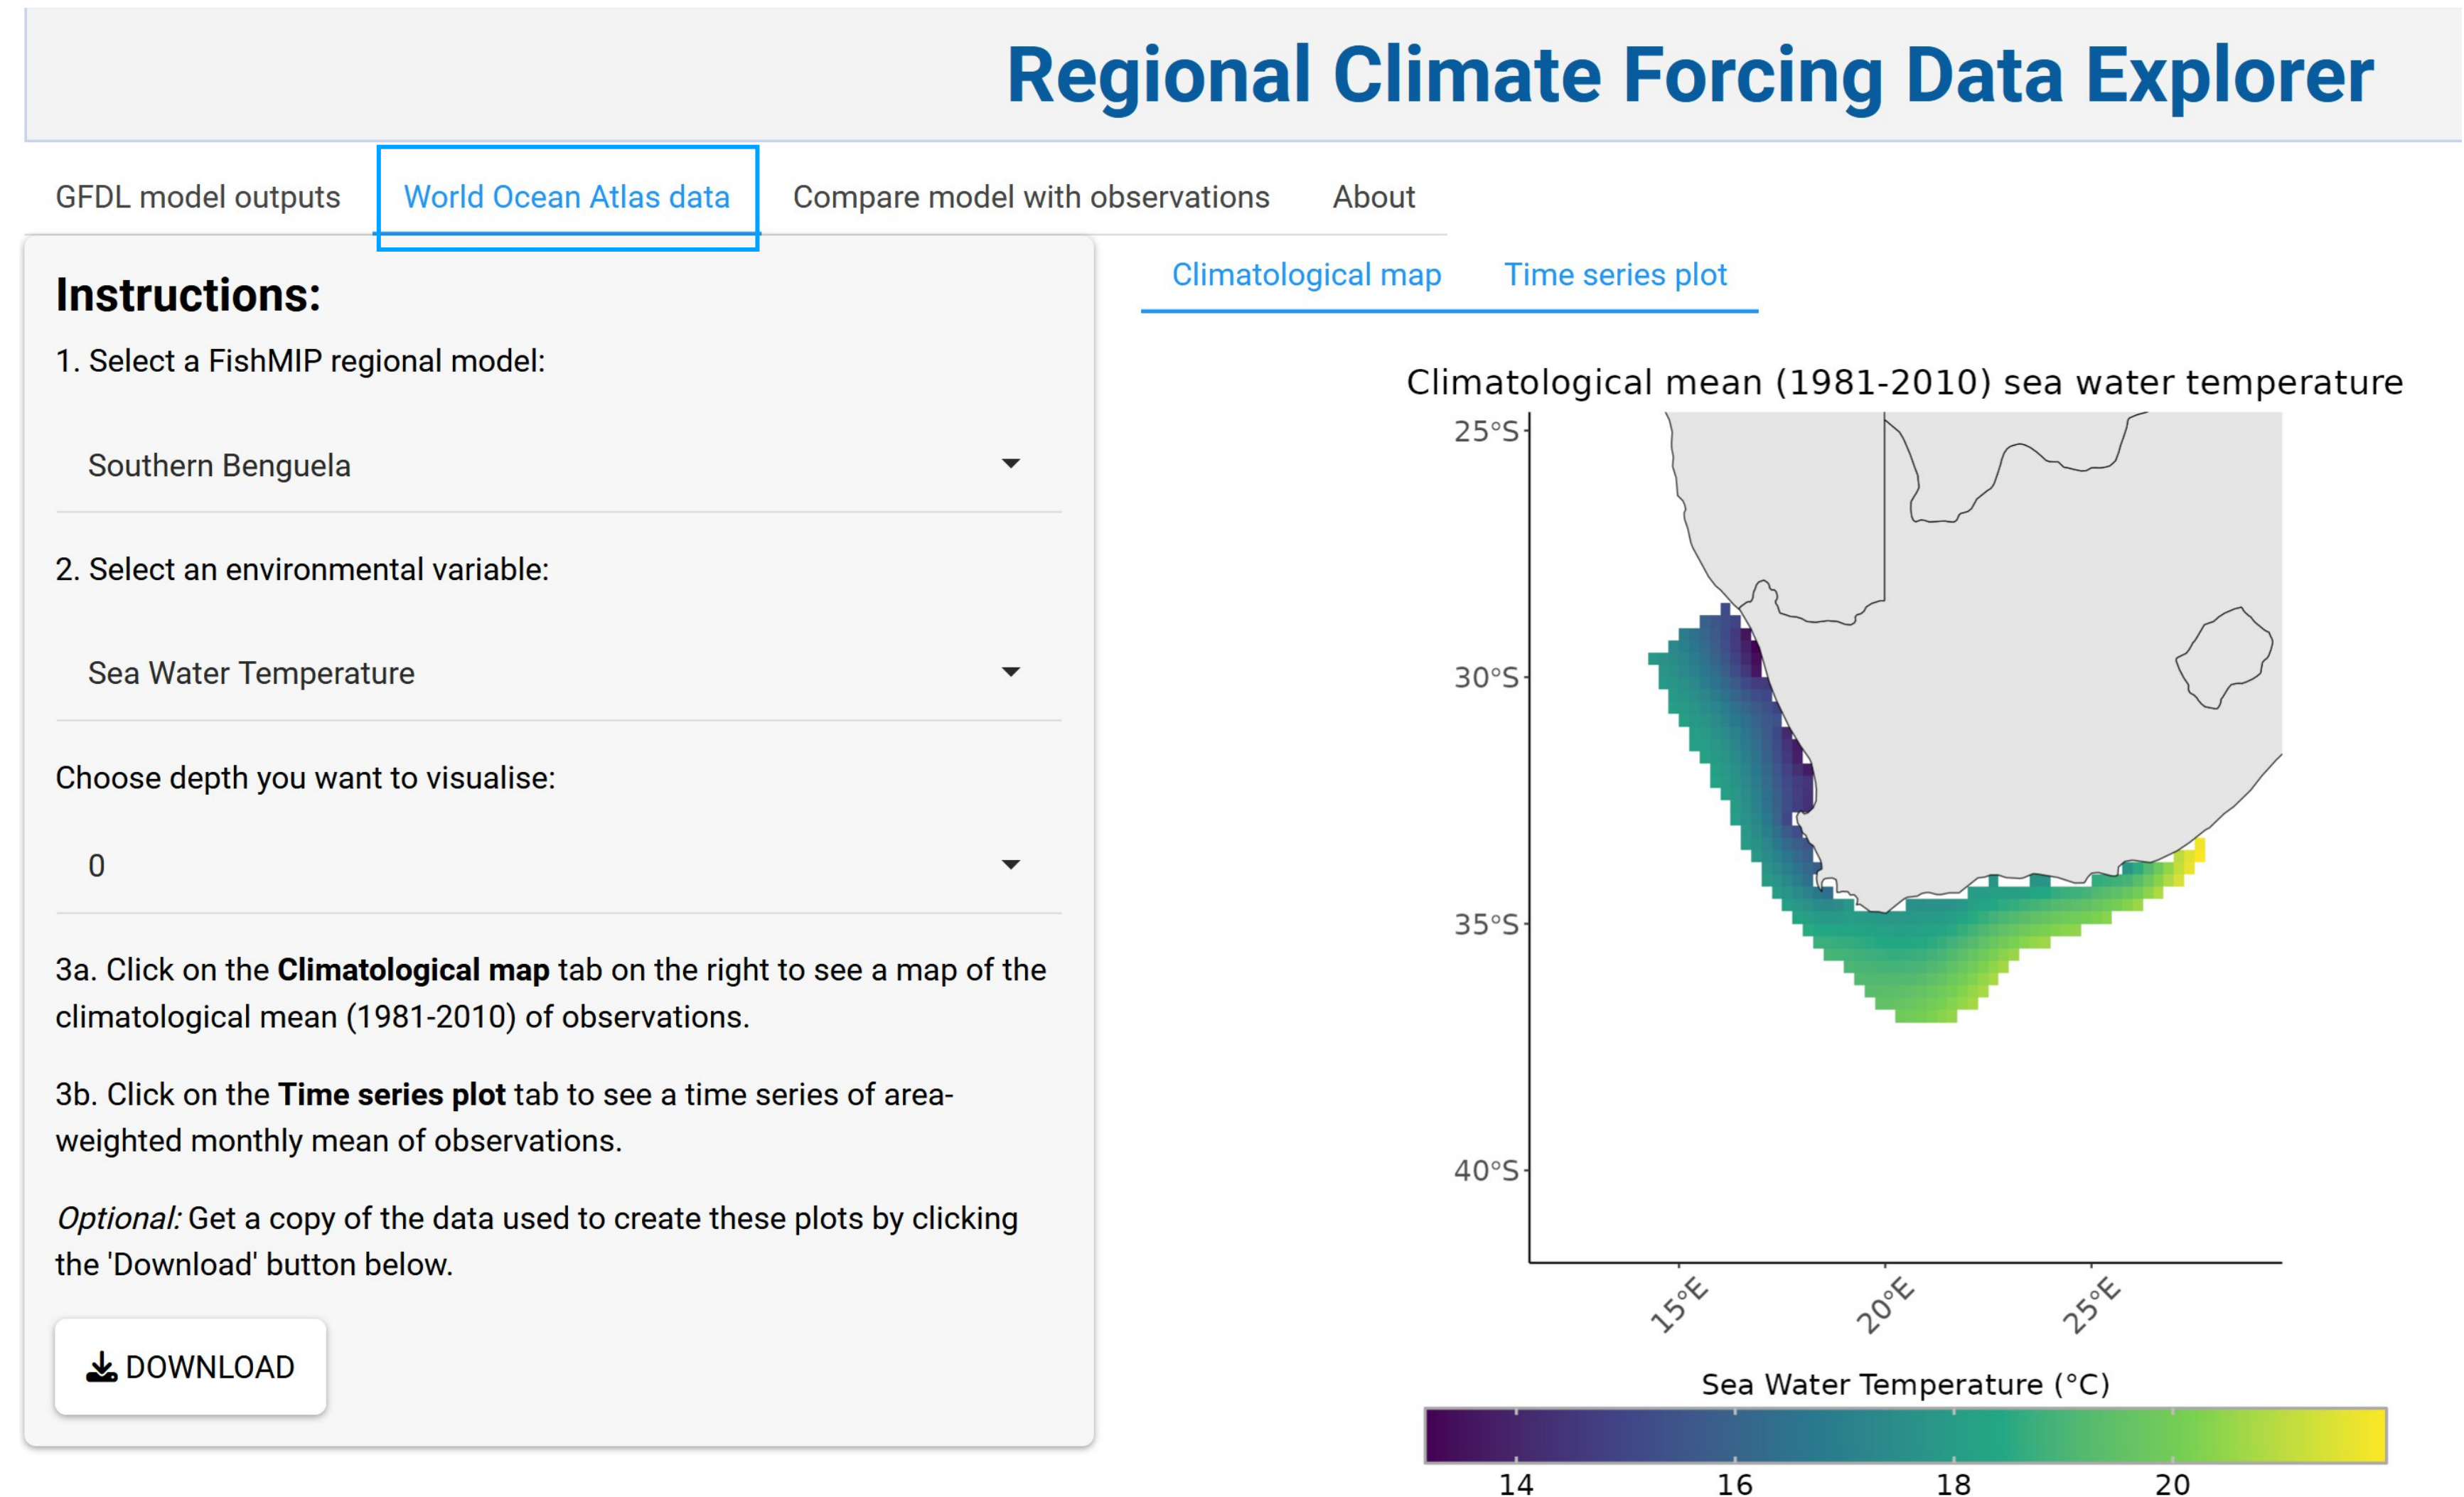 Regional Climate Forcing Data Explorer
GFDL model outputs
World Ocean Atlas data
Compare model with observations
About
Instructions:
1. Select a FishMIP regional model:
Southern Benguela
2. Select an environmental variable:
Sea Water Temperature
Choose depth you want to visualise:
0
3a. Click on the Climatological map tab on the right to see a map of the
climatological mean (1981-2010) of observations.
3b. Click on the Time series plot tab to see a time series of area-
weighted monthly mean of observations.
Optional: Get a copy of the data used to create these plots by clicking
the 'Download' button below.
DOWNLOAD
Climatological map
Time series plot
Climatological mean (1981-2010) sea water temperature
25°S
30°S
35°S
40°S
15°E
20°E
25°E
Sea Water Temperature (°C)
14
16
18
20